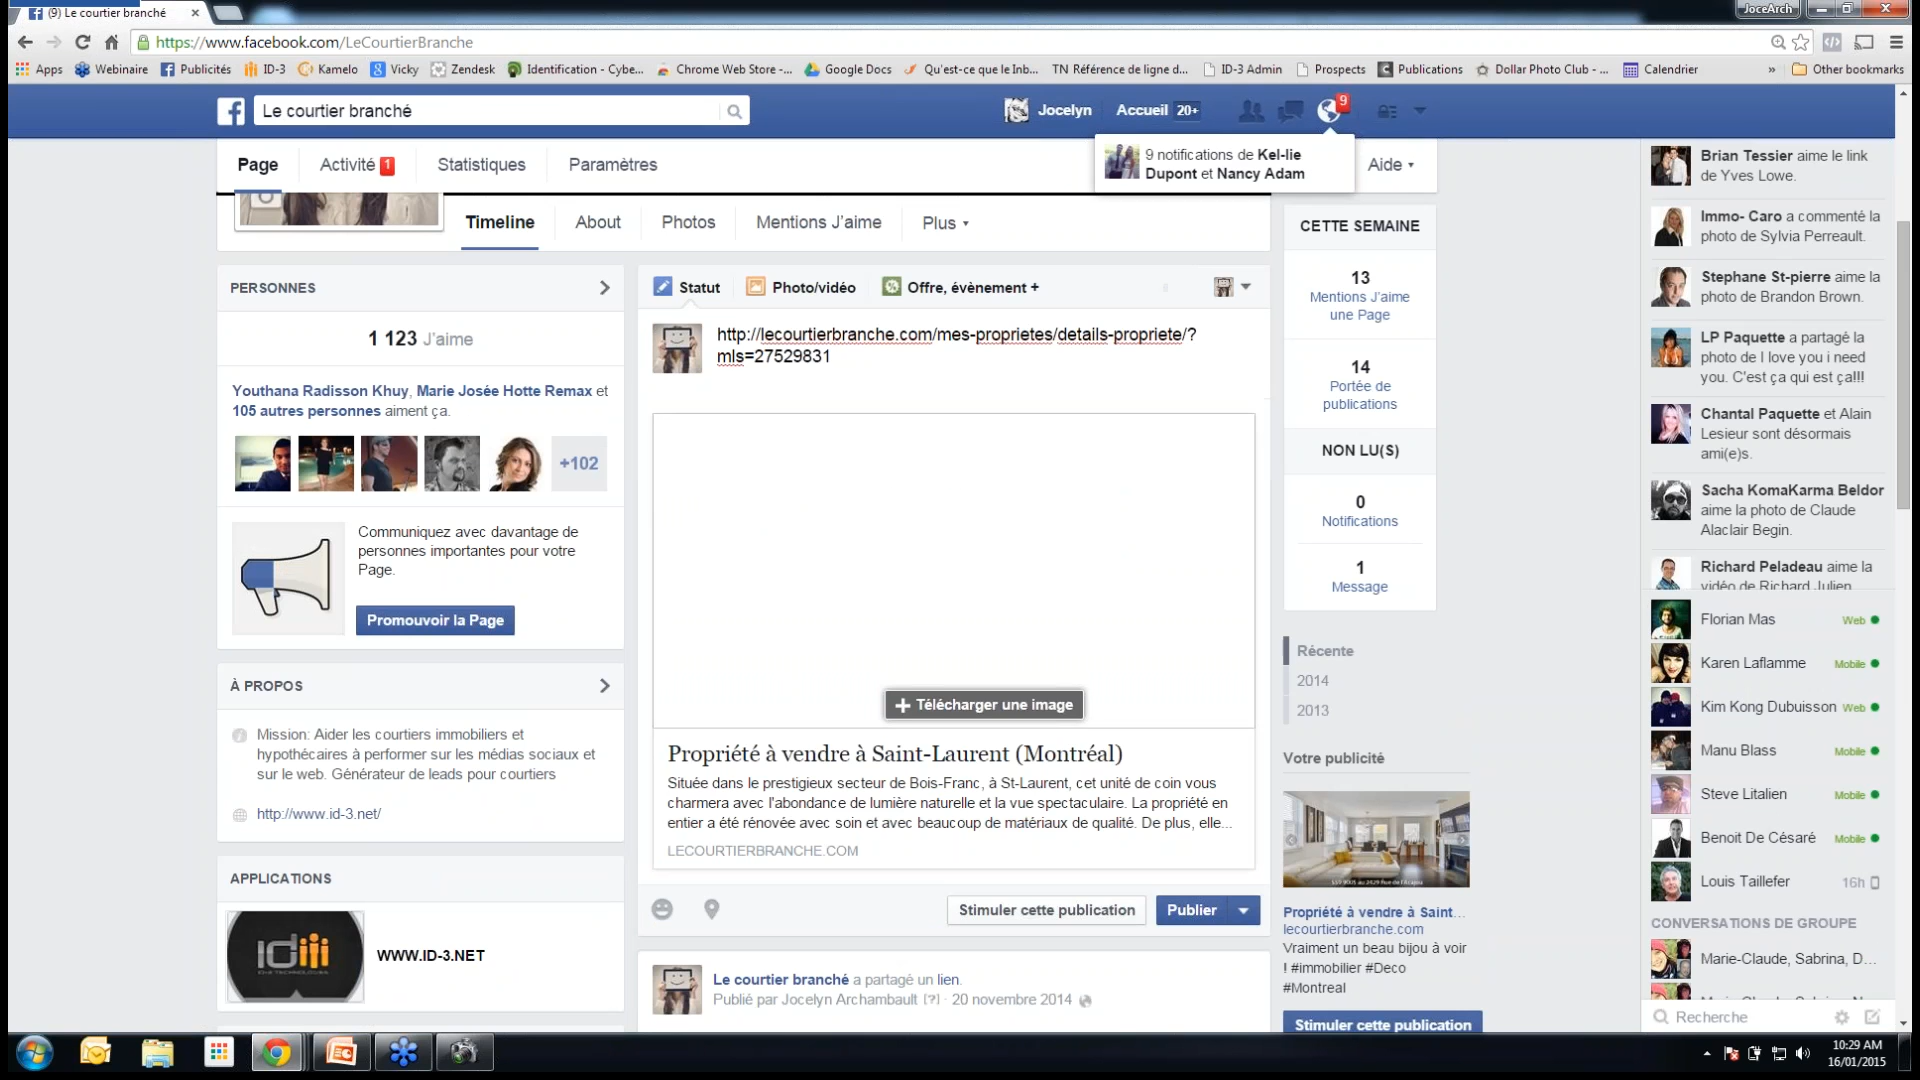 (9) Le courtier branché
JoceArch
https://www.facebook.com/LeCourtierBranche
Apps Webinaire Publicités ID-3 Kamelo Vicky Zendesk Identification - Cybe... Chrome Web Store -... Google Docs Qu'est-ce que le Inb... TN Référence de ligne d... ID-3 Admin Prospects Publications Dollar Photo Club - ... Calendrier » Other bookmarks
Le courtier branché
Jocelyn Accueil 20+ 9
Page Activité 1 Statistiques Paramètres Aide
9 notifications de Kel-lie
Dupont et Nancy Adam
Timeline About Photos Mentions J'aime Plus
PERSONNES
1 123 J'aime
Youthana Radisson Khuy, Marie Josée Hotte Remax et
105 autres personnes aiment ça.
+102
Communiquez avec davantage de
personnes importantes pour votre
Page.
Promouvoir la Page
À PROPOS
Mission: Aider les courtiers immobiliers et
hypothécaires à performer sur les médias sociaux et
sur le web. Générateur de leads pour courtiers
http://www.id-3.net/
APPLICATIONS
WWW.ID-3.NET
Statut Photo/vidéo Offre, évènement +
http://lecourtierbranche.com/mes-proprietes/details-propriete/?
mls=27529831
+ Télécharger une image
Propriété à vendre à Saint-Laurent (Montréal)
Située dans le prestigieux secteur de Bois-Franc, à St-Laurent, cet unité de coin vous
charmera avec l'abondance de lumière naturelle et la vue spectaculaire. La propriété en
entier a été rénovée avec soin et avec beaucoup de matériaux de qualité. De plus, elle...
LECOURTIERBRANCHE.COM
Stimuler cette publication Publier
Le courtier branché a partagé un lien.
Publié par Jocelyn Archambault [?] · 20 novembre 2014
CETTE SEMAINE
13
Mentions J'aime
une Page
14
Portée de
publications
NON LU(S)
0
Notifications
1
Message
Récente
2014
2013
Votre publicité
Propriété à vendre à Saint...
lecourtierbranche.com
Vraiment un beau bijou à voir
! #immobilier #Deco
#Montreal
Stimuler cette publication
Brian Tessier aime le link
de Yves Lowe.
Immo- Caro a commenté la
photo de Sylvia Perreault.
Stephane St-pierre aime la
photo de Brandon Brown.
LP Paquette a partagé la
photo de I love you i need
you. C'est ça qui est ça!!!
Chantal Paquette et Alain
Lesieur sont désormais
ami(e)s.
Sacha KomaKarma Beldor
aime la photo de Claude
Alaclair Begin.
Richard Peladeau aime la
vidéo de Richard Julien
Florian Mas Web
Karen Laflamme Mobile
Kim Kong Dubuisson Web
Manu Blass Mobile
Steve Litalien Mobile
Benoit De Césaré Mobile
Louis Taillefer 16h
CONVERSATIONS DE GROUPE
Marie-Claude, Sabrina, D...
Recherche
10:29 AM
16/01/2015